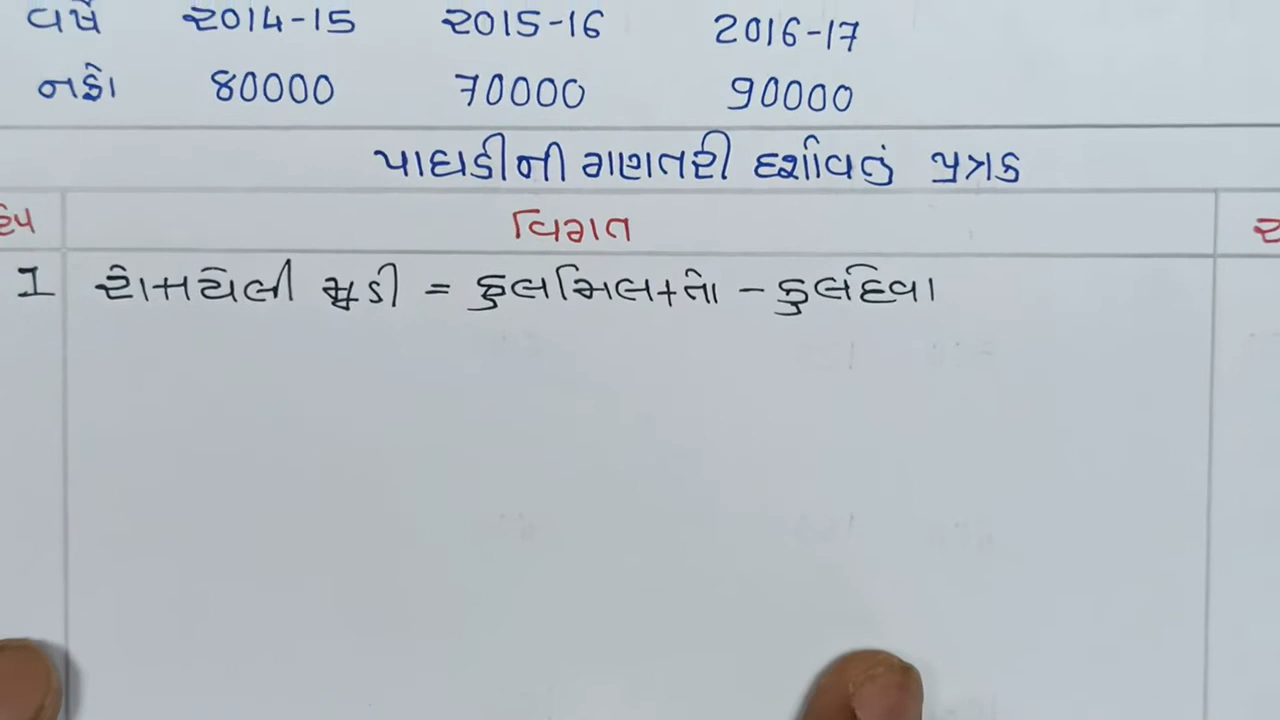 વર્ષ 2014-15 2015-16 2016-17
નફો 80000 70000 90000
પાઘડીની ગણતરી દર્શાવતું પત્રક
વિગત
1 રોકાયેલી મૂડી = કુલમિલકતો - કુલદેવા